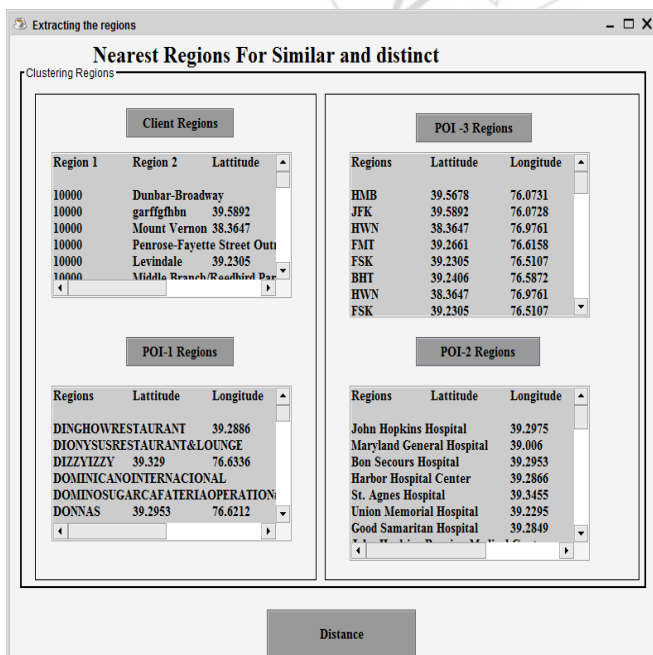 Extracting the regions
Nearest Regions For Similar and distinct
Clustering Regions
Client Regions
Region 1 Region 2 Lattitude
10000 Dunbar-Broadway
10000 garffgfhbn 39.5892
10000 Mount Vernon 38.3647
10000 Penrose-Fayette Street Outr
10000 Levindale 39.2305
10000 Middle Branch/Reedbird Par
POI-1 Regions
Regions Lattitude Longitude
DINGHOWRESTAURANT 39.2886
DIONYSUSRESTAURANT&LOUNGE
DIZZYIZZY 39.329 76.6336
DOMINICANOINTERNACIONAL
DOMINOSUGARCAFATERIAOPERATION
DONNAS 39.2953 76.6212
POI -3 Regions
Regions Lattitude Longitude
HMB 39.5678 76.0731
JFK 39.5892 76.0728
HWN 38.3647 76.9761
FMT 39.2661 76.6158
FSK 39.2305 76.5107
BHT 39.2406 76.5872
HWN 38.3647 76.9761
FSK 39.2305 76.5107
POI-2 Regions
Regions Lattitude Longitude
John Hopkins Hospital 39.2975
Maryland General Hospital 39.006
Bon Secours Hospital 39.2953
Harbor Hospital Center 39.2866
St. Agnes Hospital 39.3455
Union Memorial Hospital 39.2295
Good Samaritan Hospital 39.2849
Distance